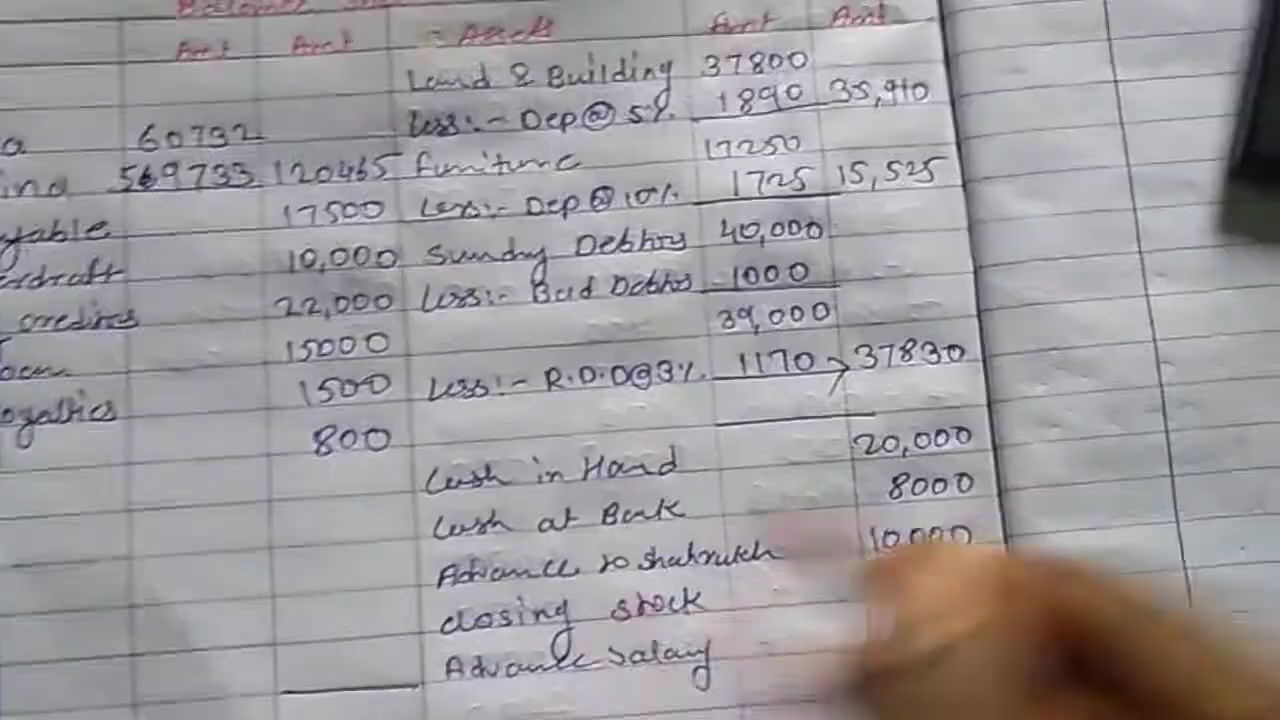 Amt Amt Assets Amt Amt
Land & Building 37800
Less:- Dep@ 5%. 1890 35,910
60732
569733 120465 furniture 17250
17500 Less:- Dep@10% 1725 15,525
10,000 Sundry Debtors 40,000
22,000 Less:- Bad Debts 1000
39,000
15000
1500 Less:- R.D.D@3%. 1170 37830
800
Cash in Hand 20,000
Cash at Bank 8000
Advance to Shahrukh 10,000
closing stock
Advance salary